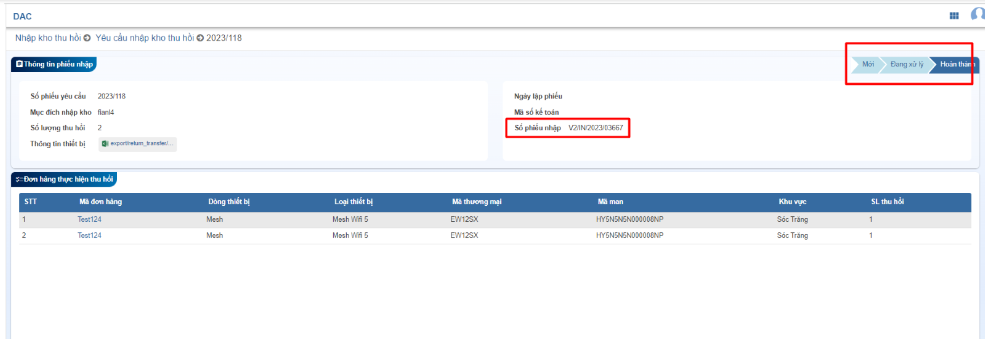 DAC
Nhập kho thu hồi Yêu cầu nhập kho thu hồi 2023/118
Thông tin phiếu nhập
Mới Đang xử lý Hoàn thành
Số phiếu yêu cầu 2023/118
Mục đích nhập kho fianl4
Số lượng thu hồi 2
Thông tin thiết bị export/return_transfer/...
Ngày lập phiếu
Mã số kế toán
Số phiếu nhập V2/IN/2023/03667
Đơn hàng thực hiện thu hồi
STT Mã đơn hàng Dòng thiết bị Loại thiết bị Mã thương mại Mã man Khu vực SL thu hồi
1 Test124 Mesh Mesh Wifi 5 EW12SX HY5N5N5N000008NP Sóc Trăng 1
2 Test124 Mesh Mesh Wifi 5 EW12SX HY5N5N5N000008NP Sóc Trăng 1